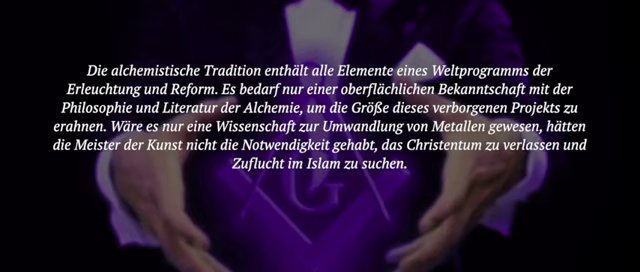 Die alchemistische Tradition enthält alle Elemente eines Weltprogramms der
Erleuchtung und Reform. Es bedarf nur einer oberflächlichen Bekanntschaft mit der
Philosophie und Literatur der Alchemie, um die Größe dieses verborgenen Projekts zu
erahnen. Wäre es nur eine Wissenschaft zur Umwandlung von Metallen gewesen, hätten
die Meister der Kunst nicht die Notwendigkeit gehabt, das Christentum zu verlassen und
Zuflucht im Islam zu suchen.
G